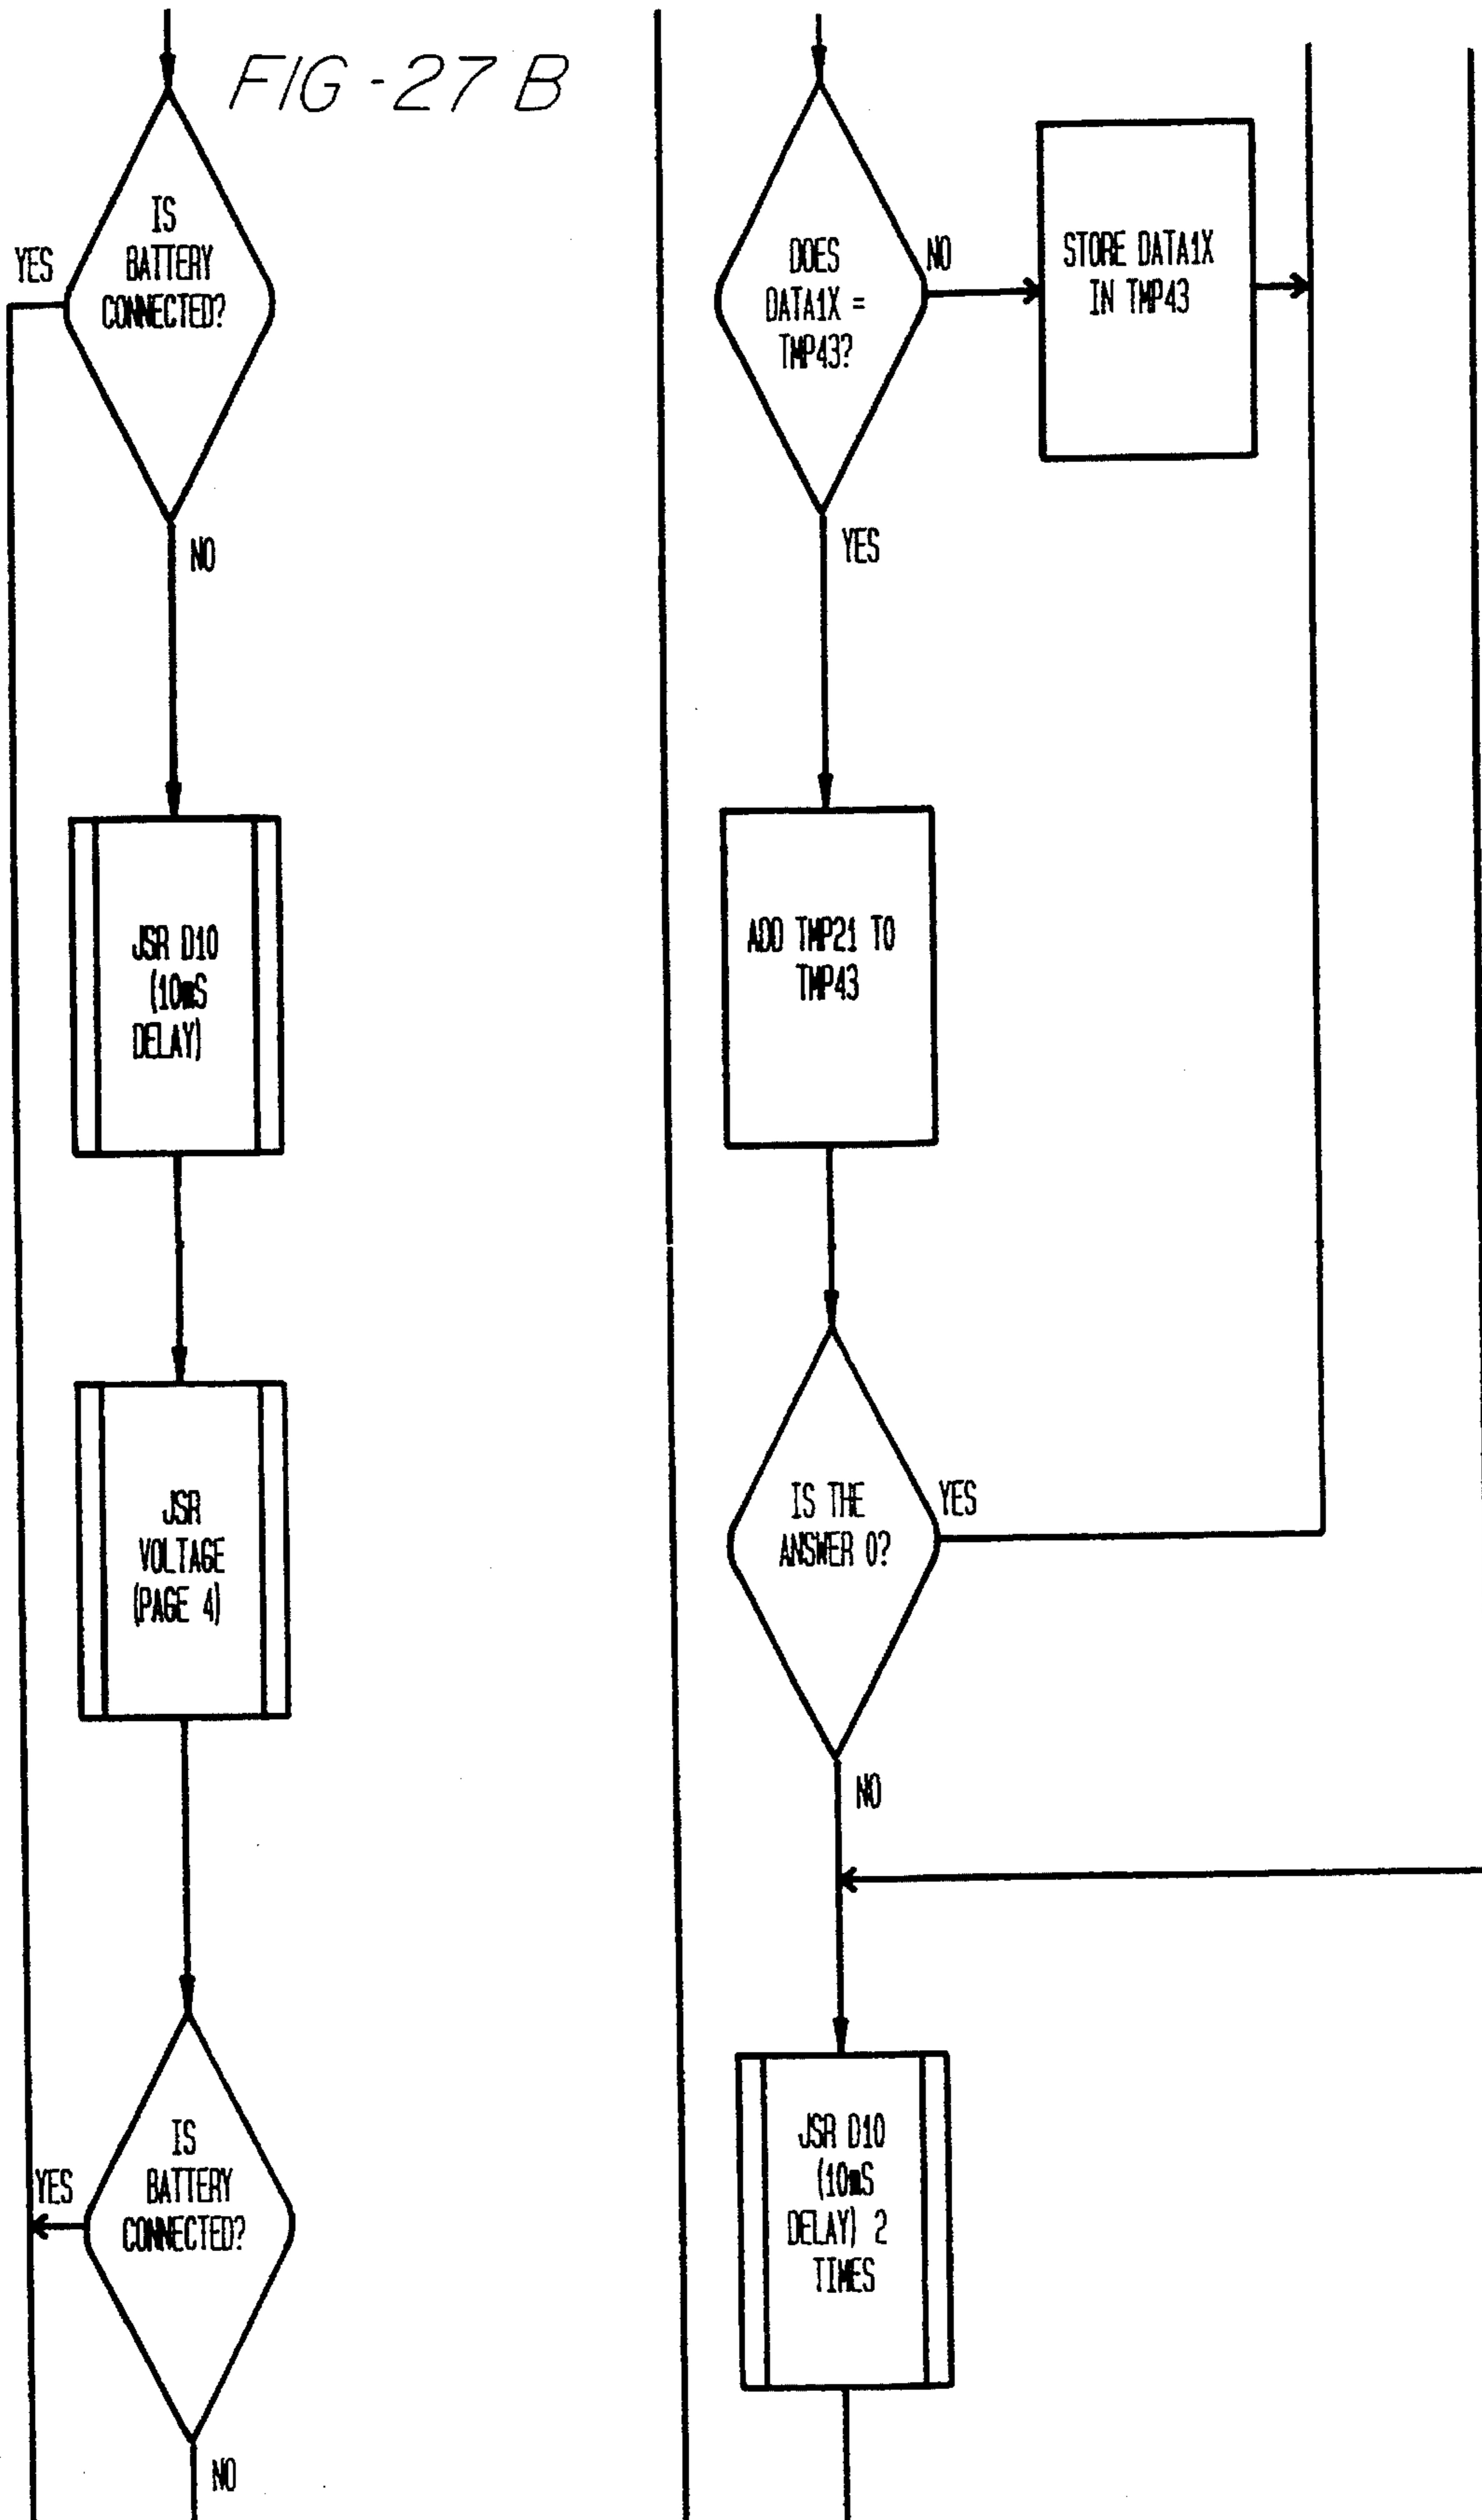 FIG-27B
IS
BATTERY
CONNECTED?
YES
NO
JSR D10
(10mS
DELAY)
JSR
VOLTAGE
(PAGE 4)
IS
BATTERY
CONNECTED?
YES
NO
DOES
DATA1X =
TMP43?
NO
YES
STORE DATA1X
IN TMP43
ADD TMP21 TO
TMP43
IS THE
ANSWER 0?
YES
NO
JSR D10
(10mS
DELAY) 2
TIMES